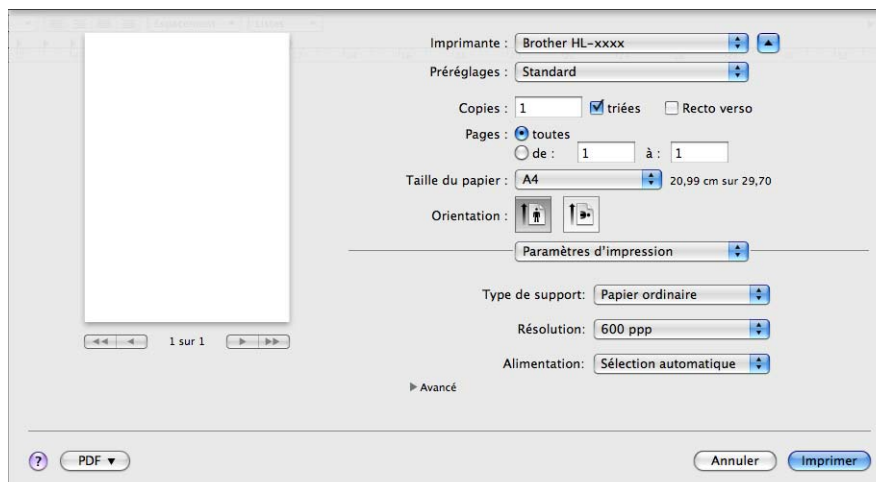 Espacement Listes
Imprimante : Brother HL-xxxx
Préréglages : Standard
Copies : 1 triées Recto verso
Pages : toutes
de : 1 à : 1
Taille du papier : A4 20,99 cm sur 29,70
Orientation :
Paramètres d'impression
Type de support: Papier ordinaire
Résolution: 600 ppp
Alimentation: Sélection automatique
Avancé
1 sur 1
? PDF Annuler Imprimer